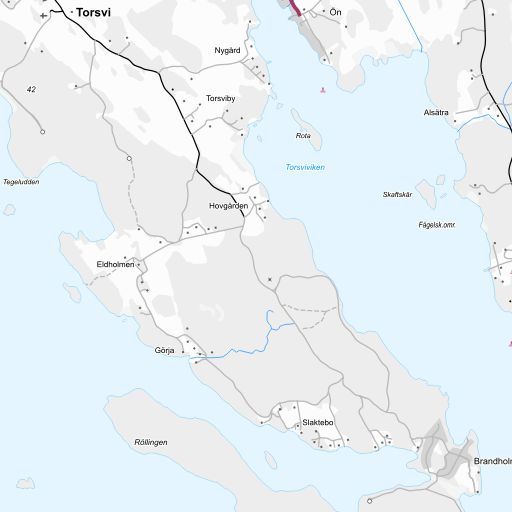 Torsvi
Ön
Nygård
42
Torsviby
Alsätra
Rota
Torsviviken
Tegeludden
Skaftskär
Hovgården
Fågelsk.omr.
Eldholmen
Görja
Slaktebo
Röllingen
Brandholm